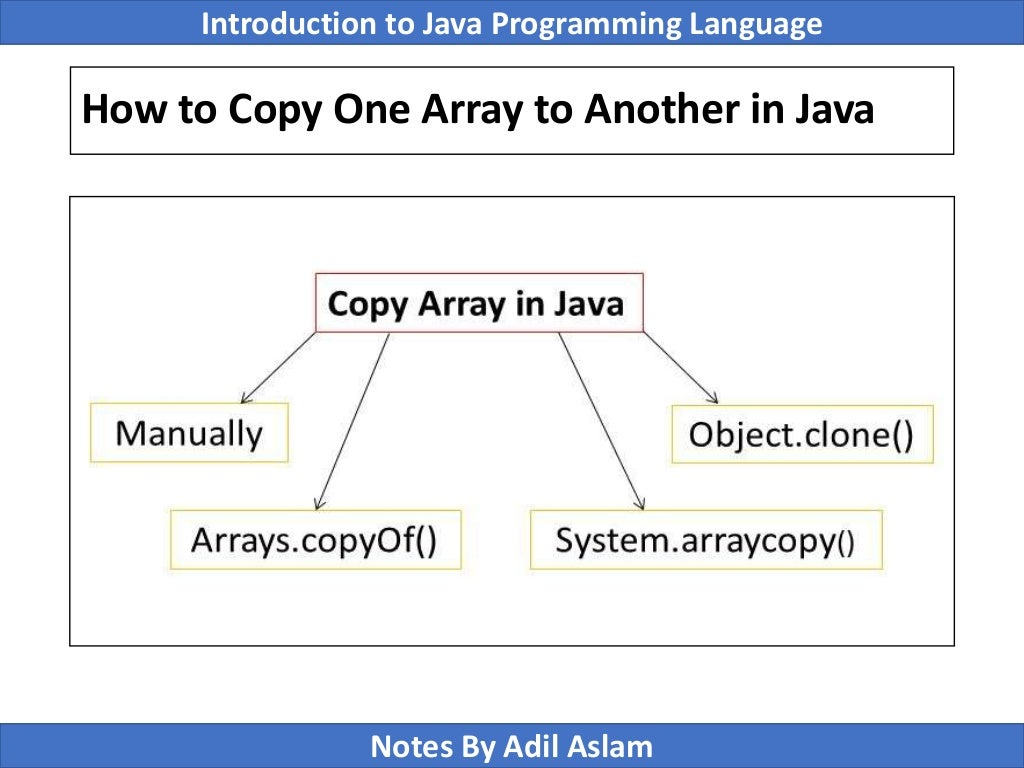 Introduction to Java Programming Language
How to Copy One Array to Another in Java
Copy Array in Java
Manually
Object.clone()
Arrays.copyOf()
System.arraycopy()
Notes By Adil Aslam